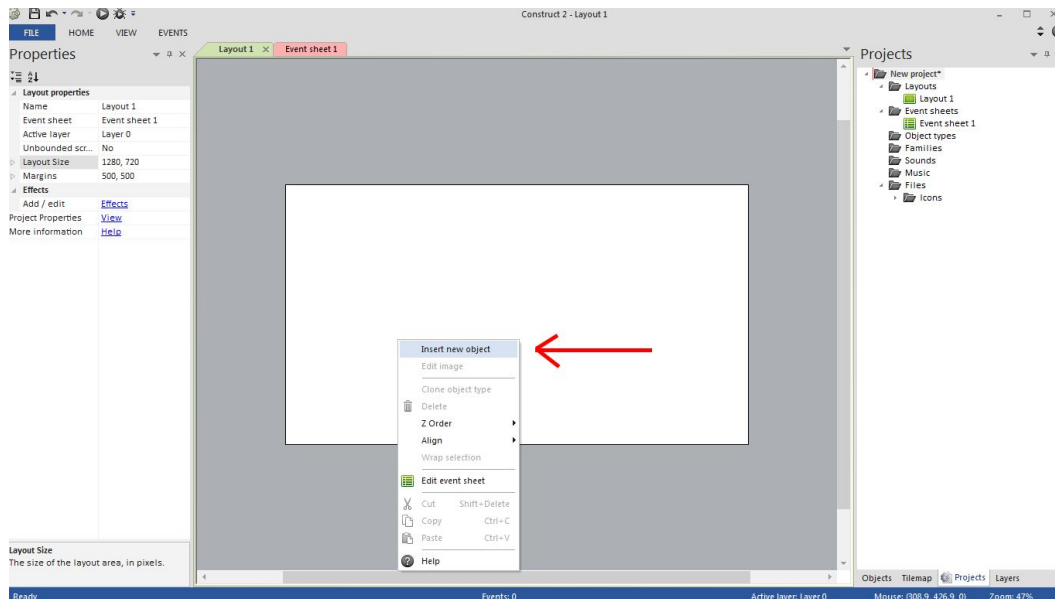 Construct 2 - Layout 1
FILE HOME VIEW EVENTS
Properties
Layout 1 Event sheet 1
Projects
Layout properties
Name Layout 1
Event sheet Event sheet 1
Active layer Layer 0
Unbounded scr... No
Layout Size 1280, 720
Margins 500, 500
Effects
Add / edit Effects
Project Properties View
More information Help
Layout Size
The size of the layout area, in pixels.
Insert new object
Edit image
Clone object type
Delete
Z Order
Align
Wrap selection
Edit event sheet
Cut Shift+Delete
Copy Ctrl+C
Paste Ctrl+V
Help
New project*
Layouts
Layout 1
Event sheets
Event sheet 1
Object types
Families
Sounds
Music
Files
Icons
Objects Tilemap Projects Layers
Ready Events: 0 Active layer: Layer 0 Mouse: (308.9, 426.9, 0) Zoom: 47%